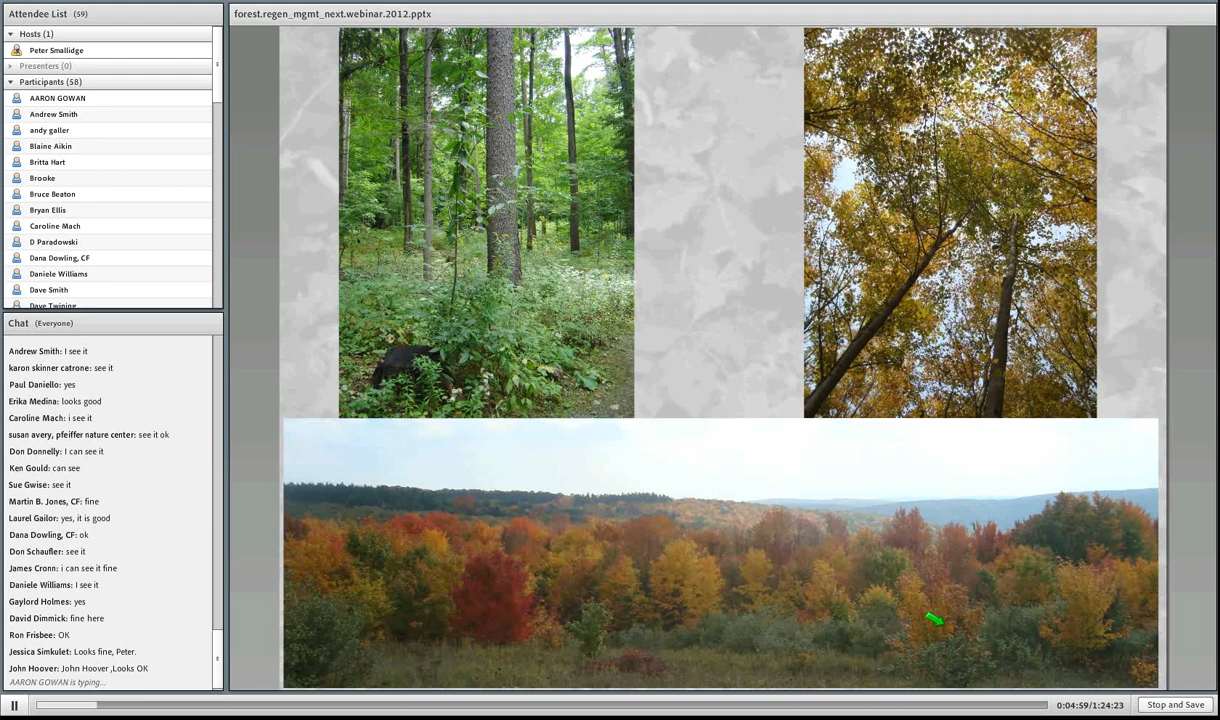 Attendee List (59)
Hosts (1)
Peter Smallidge
Presenters (0)
Participants (58)
AARON GOWAN
Andrew Smith
andy galler
Blaine Aikin
Britta Hart
Brooke
Bruce Beaton
Bryan Ellis
Caroline Mach
D Paradowski
Dana Dowling, CF
Daniele Williams
Dave Smith
Dave Twining
Chat (Everyone)
Andrew Smith: I see it
karon skinner catrone: see it
Paul Daniello: yes
Erika Medina: looks good
Caroline Mach: i see it
susan avery, pfeiffer nature center: see it ok
Don Donnelly: I can see it
Ken Gould: can see
Sue Gwise: see it
Martin B. Jones, CF: fine
Laurel Gailor: yes, it is good
Dana Dowling, CF: ok
Don Schaufler: see it
James Cronn: i can see it fine
Daniele Williams: I see it
Gaylord Holmes: yes
David Dimmick: fine here
Ron Frisbee: OK
Jessica Simkulet: Looks fine, Peter.
John Hoover: John Hoover ,Looks OK
AARON GOWAN is typing...
forest.regen_mgmt_next.webinar.2012.pptx
0:04:59/1:24:23
Stop and Save